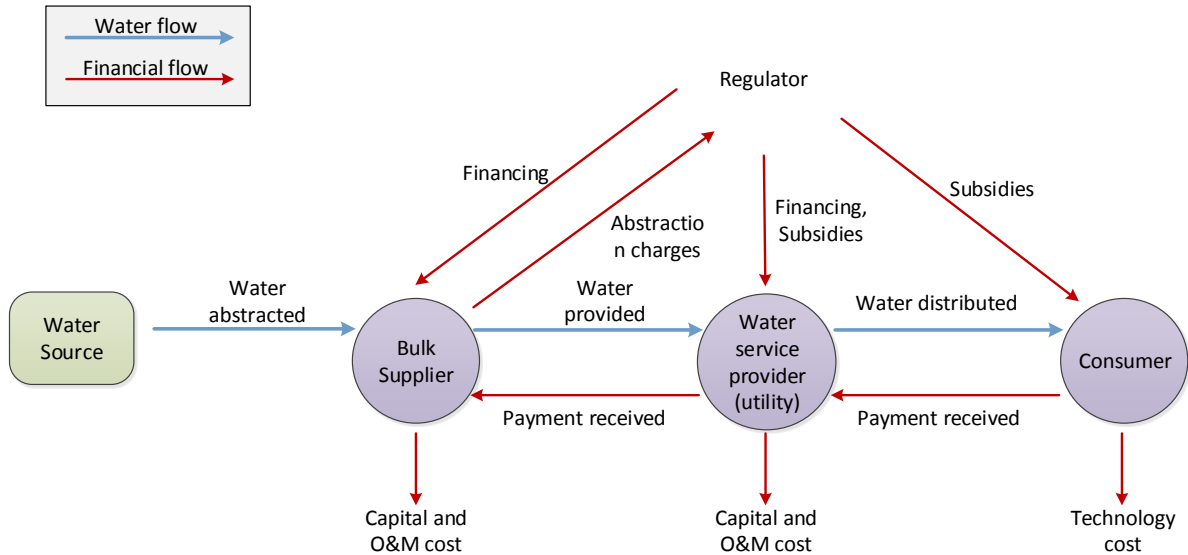 Water flow
Financial flow
Regulator
Financing
Subsidies
Abstractio
n charges
Financing,
Subsidies
Water
abstracted
Water
provided
Water distributed
Water
Source
Bulk
Supplier
Water
service
provider
(utility)
Consumer
Payment received
Payment received
Capital and
O&M cost
Capital and
O&M cost
Technology
cost